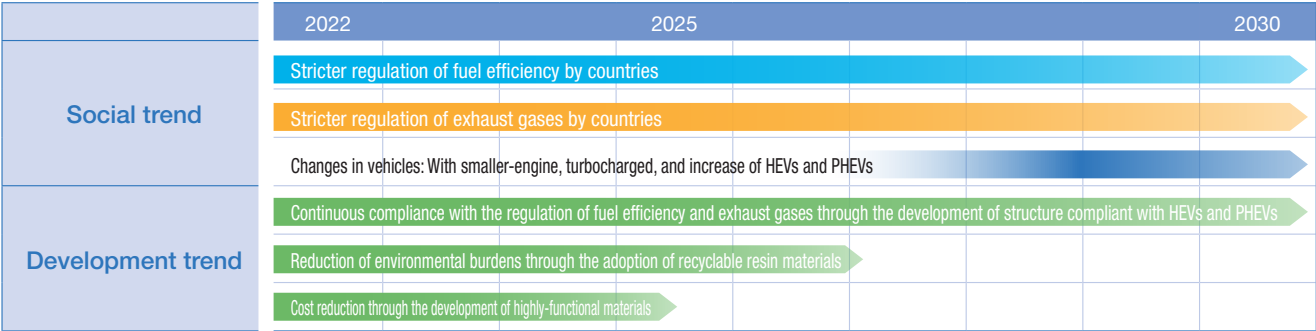 2022 2025 2030
Social trend
Stricter regulation of fuel efficiency by countries
Stricter regulation of exhaust gases by countries
Changes in vehicles: With smaller-engine, turbocharged, and increase of HEVs and PHEVs
Development trend
Continuous compliance with the regulation of fuel efficiency and exhaust gases through the development of structure compliant with HEVs and PHEVs
Reduction of environmental burdens through the adoption of recyclable resin materials
Cost reduction through the development of highly-functional materials